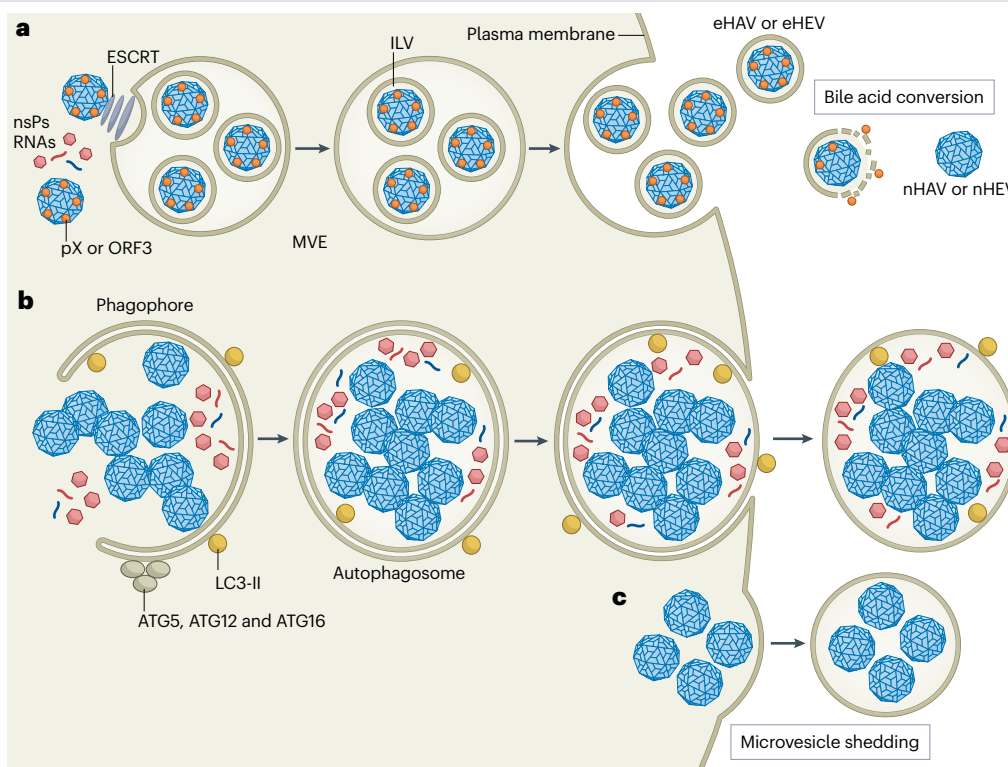 a
Plasma membrane
eHAV or eHEV
ILV
ESCRT
Bile acid conversion
nsPs
RNAs
nHAV or nHEV
pX or ORF3
MVE
b
Phagophore
Autophagosome
LC3-II
ATG5, ATG12 and ATG16
c
Microvesicle shedding